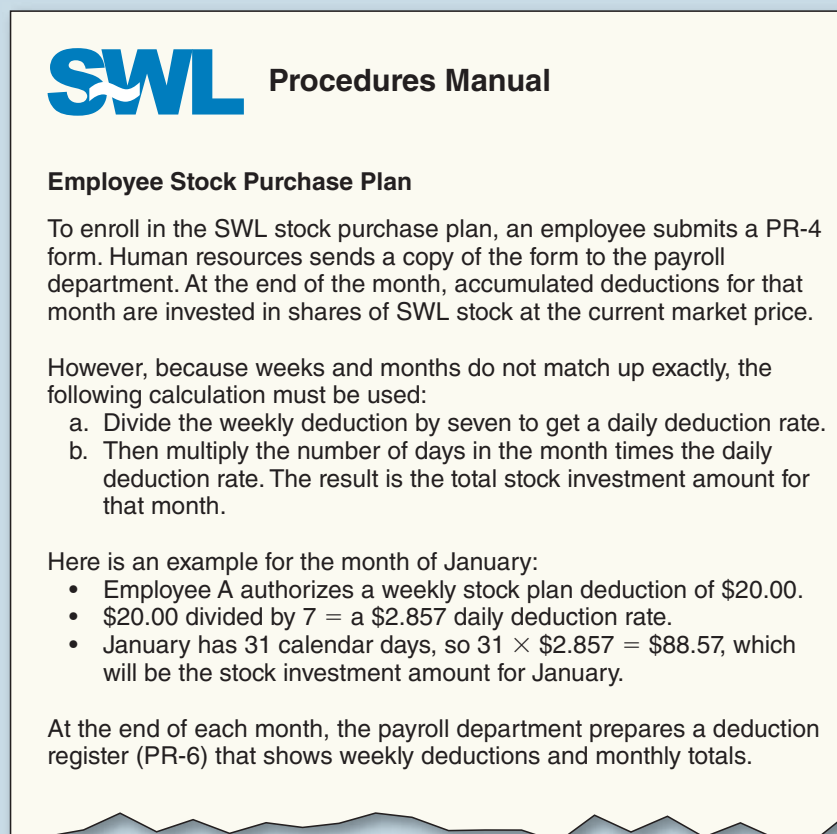 SWL Procedures Manual
Employee Stock Purchase Plan
To enroll in the SWL stock purchase plan, an employee submits a PR-4
form. Human resources sends a copy of the form to the payroll
department. At the end of the month, accumulated deductions for that
month are invested in shares of SWL stock at the current market price.
However, because weeks and months do not match up exactly, the
following calculation must be used:
a. Divide the weekly deduction by seven to get a daily deduction rate.
b. Then multiply the number of days in the month times the daily
deduction rate. The result is the total stock investment amount for
that month.
Here is an example for the month of January:
• Employee A authorizes a weekly stock plan deduction of $20.00.
• $20.00 divided by 7 = a $2.857 daily deduction rate.
• January has 31 calendar days, so 31 × $2.857 = $88.57, which
will be the stock investment amount for January.
At the end of each month, the payroll department prepares a deduction
register (PR-6) that shows weekly deductions and monthly totals.